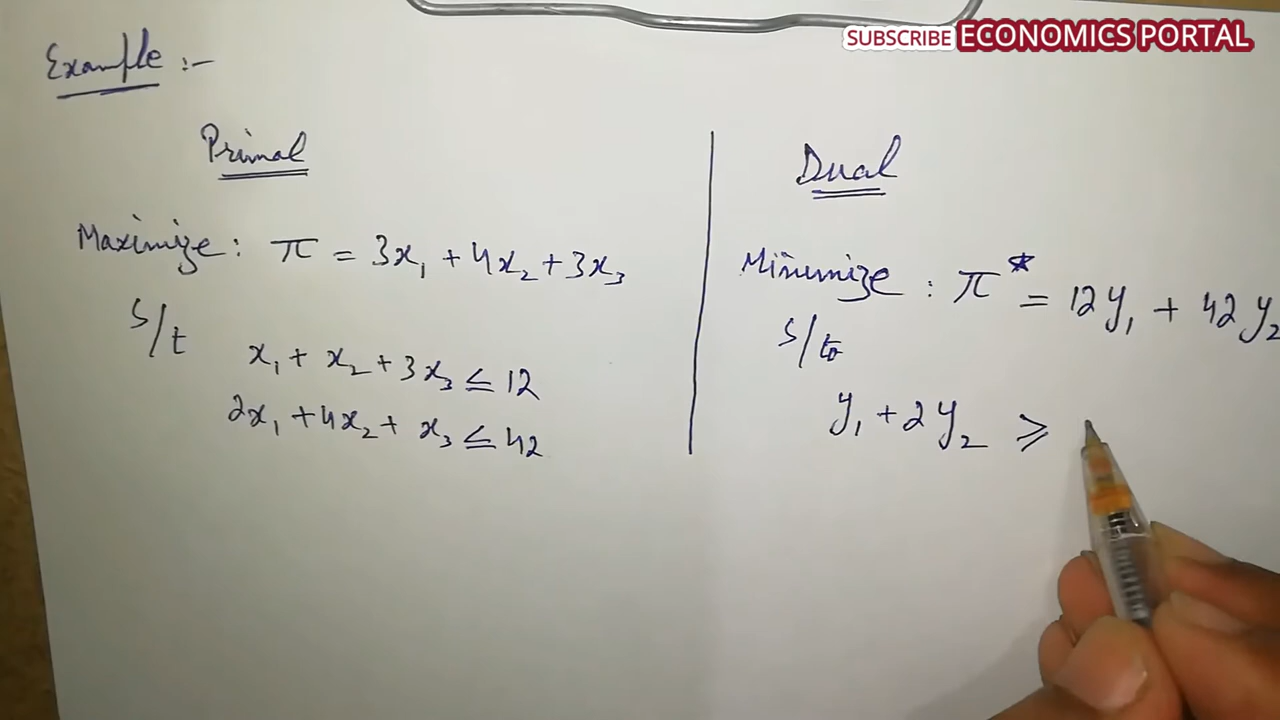 SUBSCRIBE ECONOMICS PORTAL
Example :-
Primal
Maximize : π = 3x₁ + 4x₂ + 3x₃
S/t
x₁ + x₂ + 3x₃ ≤ 12
2x₁ + 4x₂ + x₃ ≤ 42
Dual
Minimize : π* = 12y₁ + 42y₂
S/to
y₁ + 2y₂ ≥